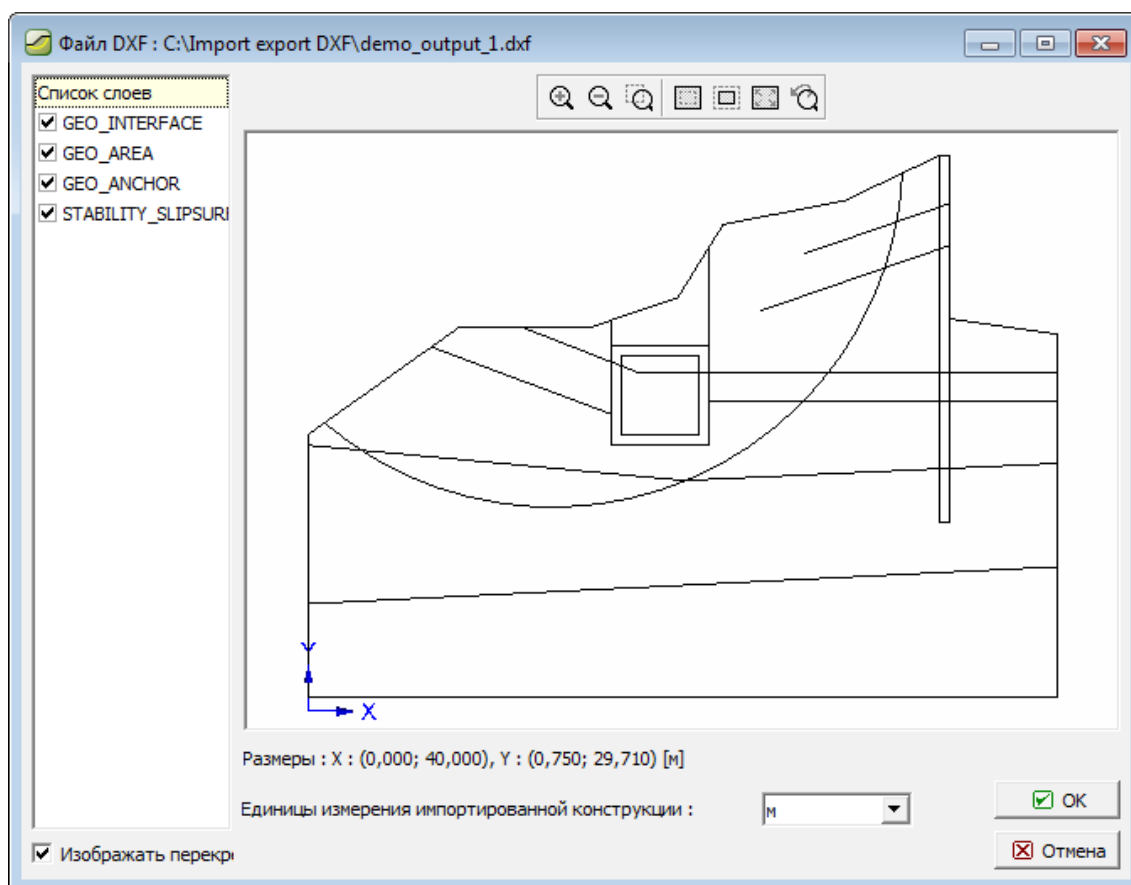 Файл DXF : C:\Import export DXF\demo_output_1.dxf
Список слоев
GEO_INTERFACE
GEO_AREA
GEO_ANCHOR
STABILITY_SLIPSURF
Y
X
Размеры : X : (0,000; 40,000), Y : (0,750; 29,710) [м]
Единицы измерения импортированной конструкции :
м
OK
Изображать перекр
Отмена